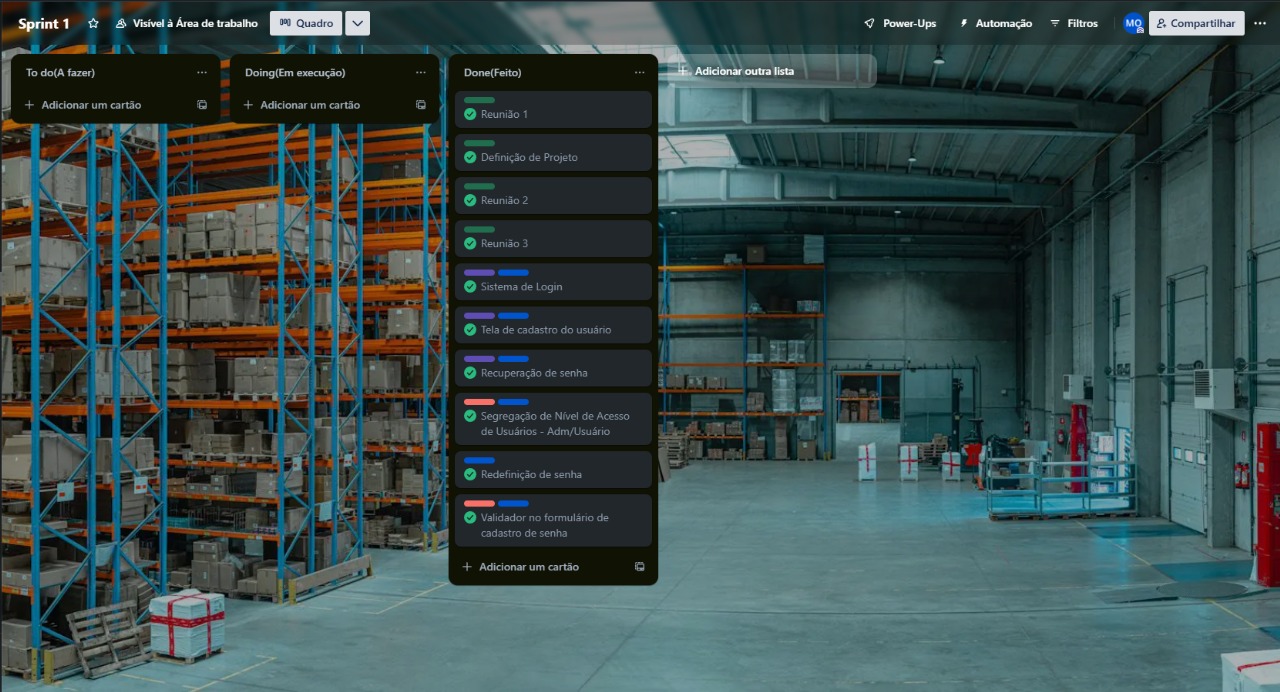 Sprint 1
Visível à Área de trabalho
Quadro
Power-Ups
Automação
Filtros
MO
Compartilhar
To do(A fazer)
Adicionar um cartão
Doing(Em execução)
Adicionar um cartão
Done(Feito)
Reunião 1
Definição de Projeto
Reunião 2
Reunião 3
Sistema de Login
Tela de cadastro do usuário
Recuperação de senha
Segregação de Nível de Acesso
de Usuários - Adm/Usuário
Redefinição de senha
Validador no formulário de
cadastro de senha
Adicionar um cartão
Adicionar outra lista